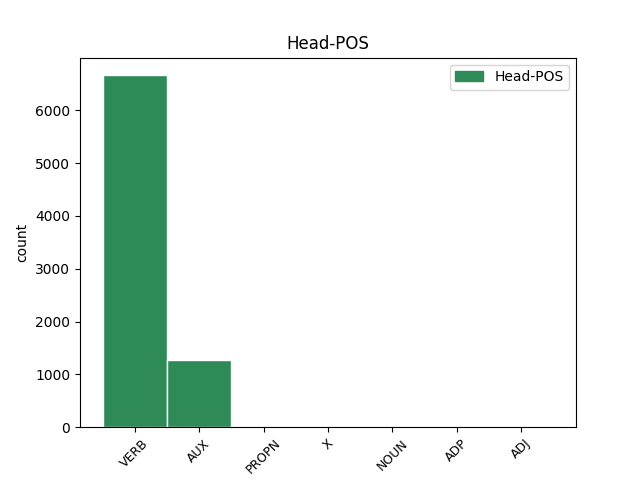 Head-POS
Head-POS
count
6000
5000
4000
3000
2000
1000
0
VERB
AUX
PROPN
X
NOUN
ADP
ADJ